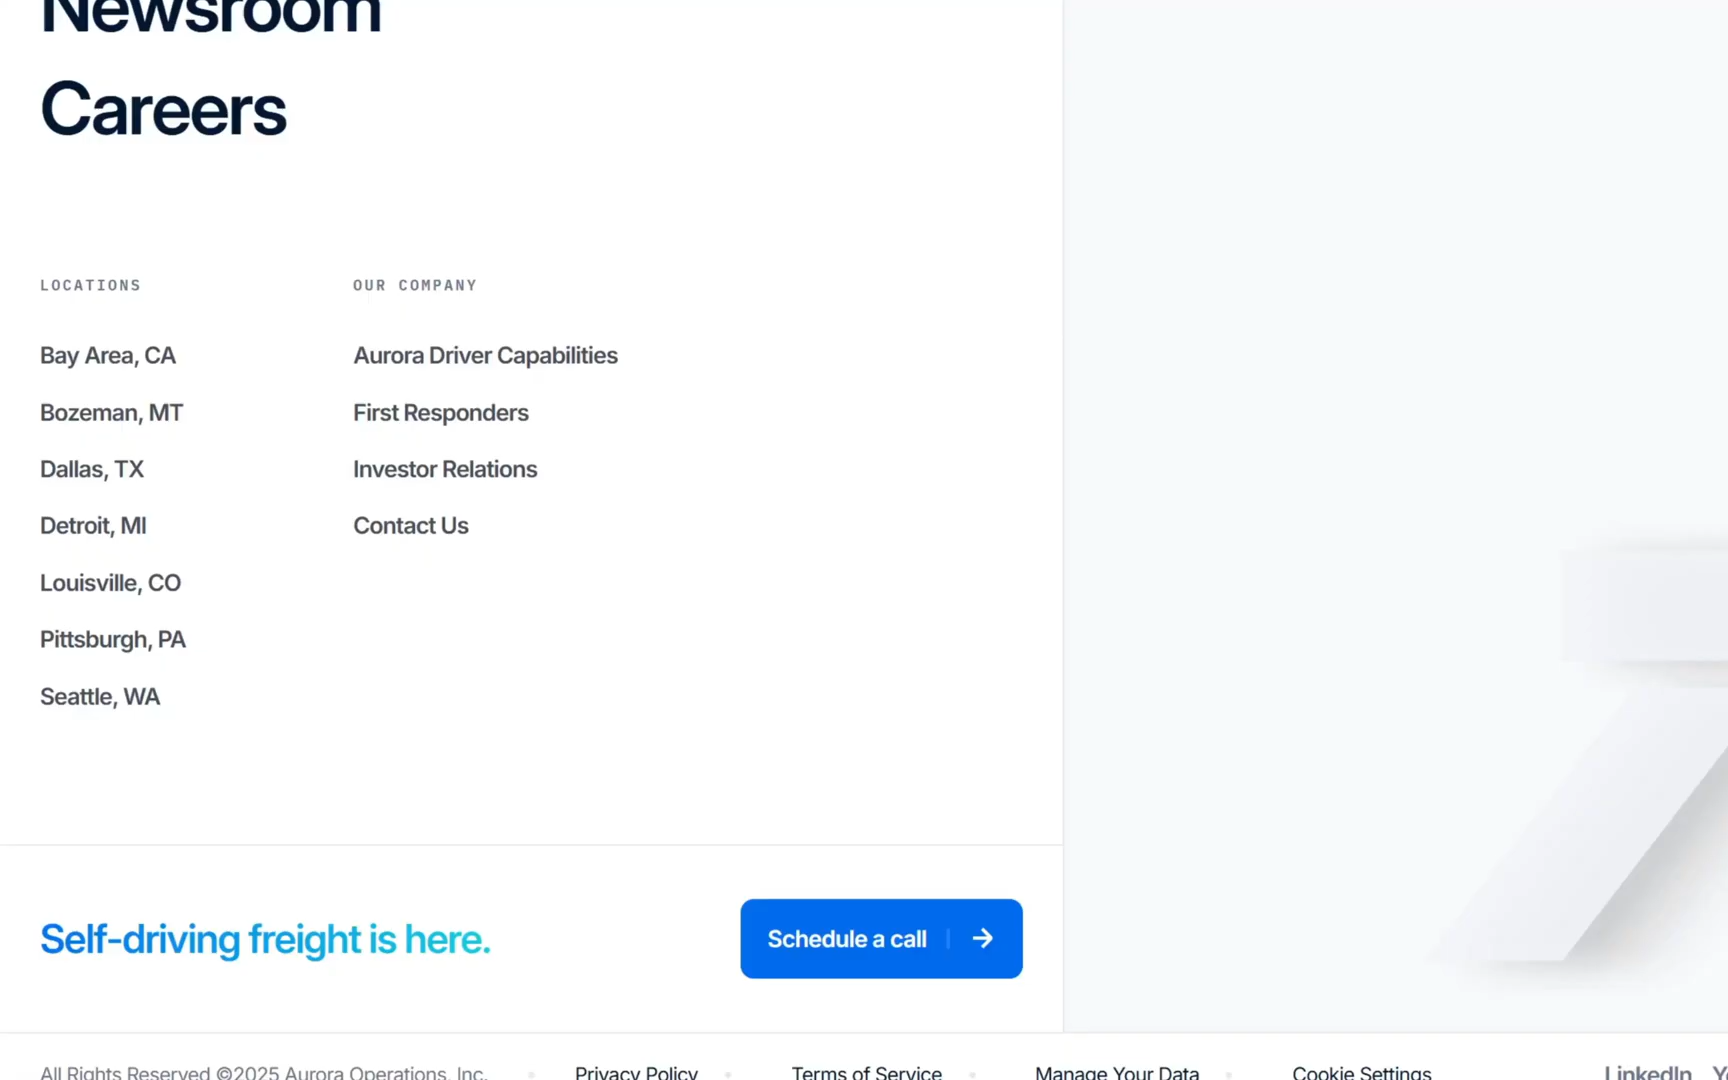 Newsroom
Careers
LOCATIONS
Bay Area, CA
Bozeman, MT
Dallas, TX
Detroit, MI
Louisville, CO
Pittsburgh, PA
Seattle, WA
OUR COMPANY
Aurora Driver Capabilities
First Responders
Investor Relations
Contact Us
Self-driving freight is here.
Schedule a call
All Rights Reserved ©2025 Aurora Operations, Inc.
Privacy Policy
Terms of Service
Manage Your Data
Cookie Settings
LinkedIn